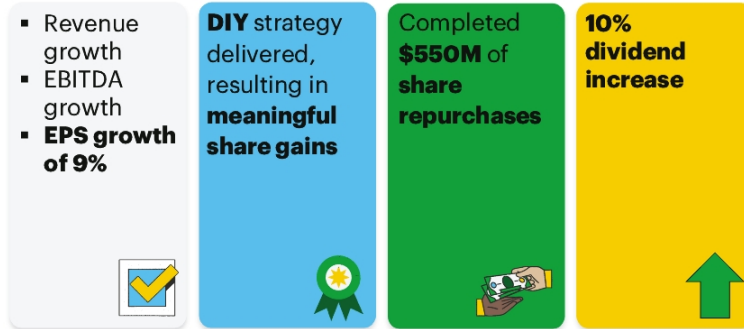 ▪ Revenue
growth
▪ EBITDA
growth
▪ EPS growth
of 9%
DIY strategy
delivered,
resulting in
meaningful
share gains
Completed
$550M of
share
repurchases
10%
dividend
increase